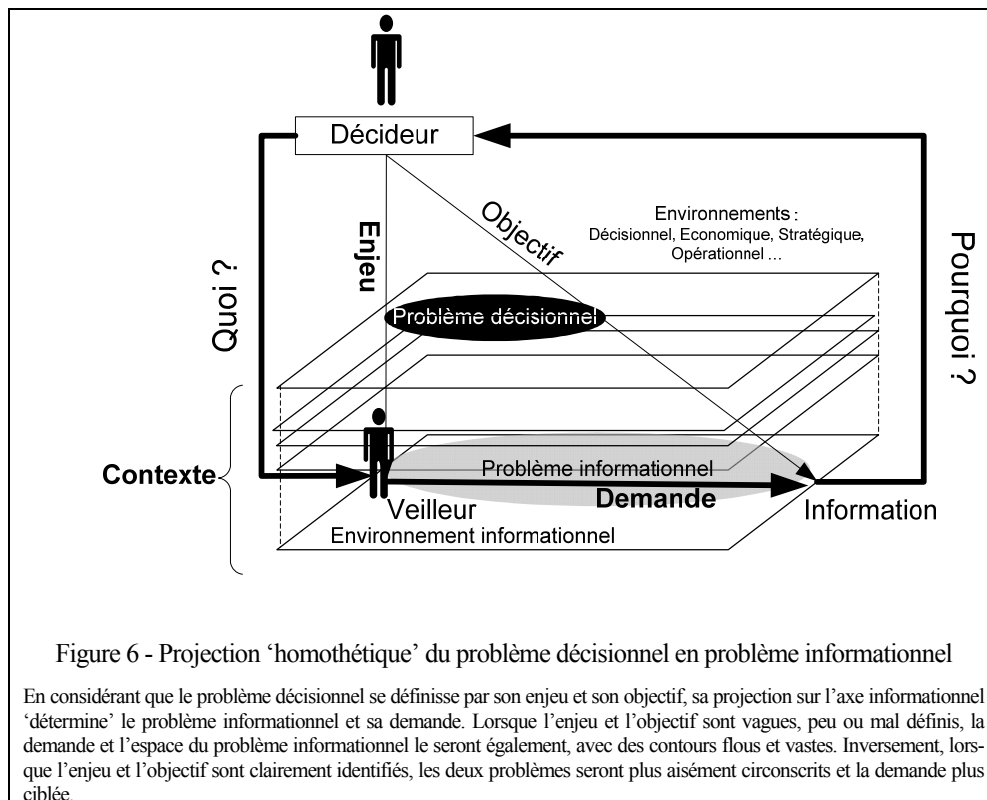 Décideur
Enjeu
Objectif
Environnements :
Décisionnel, Economique, Stratégique,
Opérationnel ...
Quoi ?
Pourquoi ?
Problème décisionnel
Contexte
Problème informationnel
Demande
Veilleur
Information
Environnement informationnel
Figure 6 - Projection ‘homothétique’ du problème décisionnel en problème informationnel
En considérant que le problème décisionnel se définisse par son enjeu et son objectif, sa projection sur l’axe informationnel
‘détermine’ le problème informationnel et sa demande. Lorsque l’enjeu et l’objectif sont vagues, peu ou mal définis, la
demande et l’espace du problème informationnel le seront également, avec des contours flous et vastes. Inversement, lors-
que l’enjeu et l’objectif sont clairement identifiés, les deux problèmes seront plus aisément circonscrits et la demande plus
ciblée.